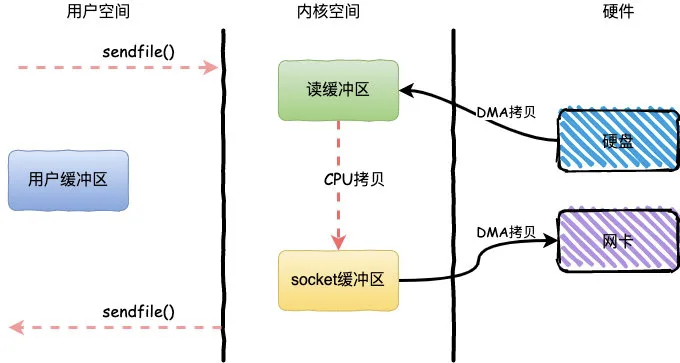 用户空间
内核空间
硬件
sendfile()
读缓冲区
DMA拷贝
硬盘
用户缓冲区
CPU拷贝
DMA拷贝
网卡
socket缓冲区
sendfile()